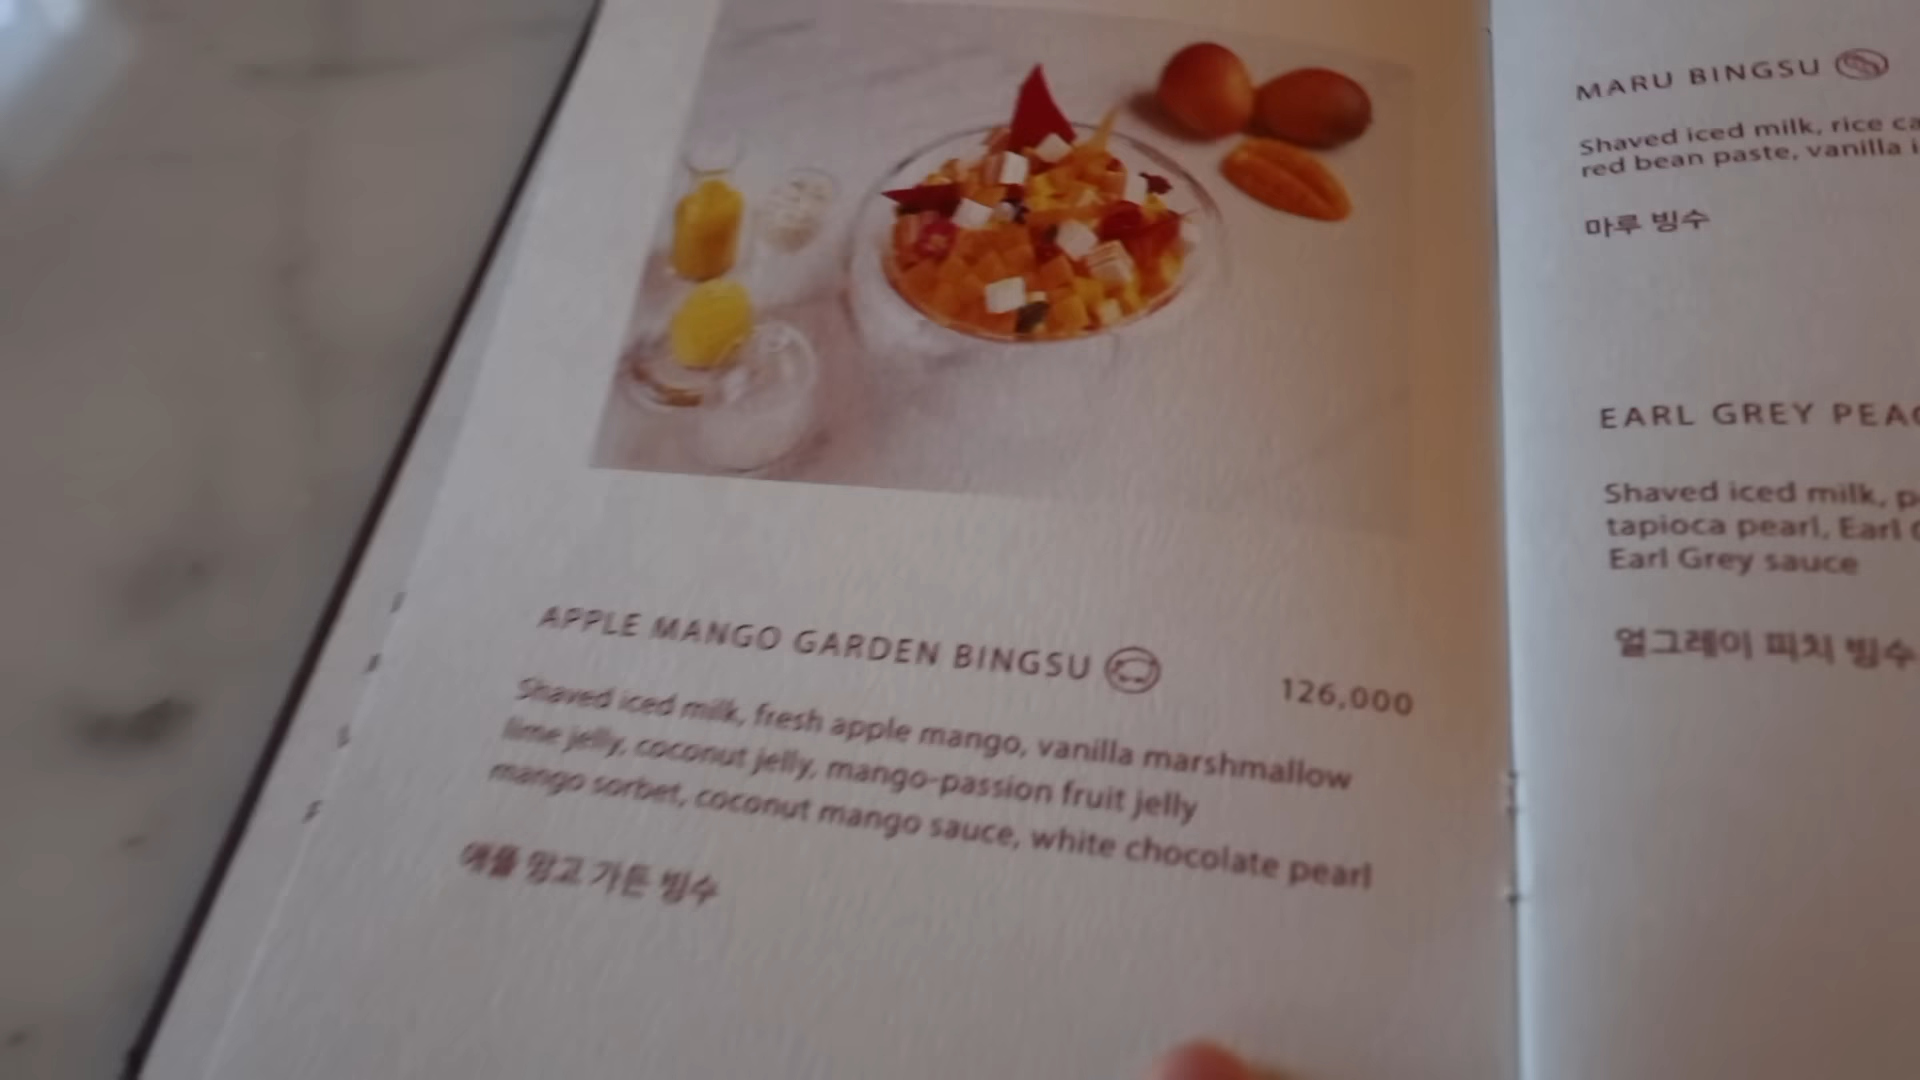 APPLE MANGO GARDEN BINGSU
126,000
Shaved iced milk, fresh apple mango, vanilla marshmallow
lime jelly, coconut jelly, mango-passion fruit jelly
mango sorbet, coconut mango sauce, white chocolate pearl
애플 망고 가든 빙수
MARU BINGSU
Shaved iced milk, rice
red bean paste, vanilla
마루 빙수
EARL GREY
Shaved iced milk,
tapioca pearl, Earl
Earl Grey sauce
얼그레이 피치 빙수